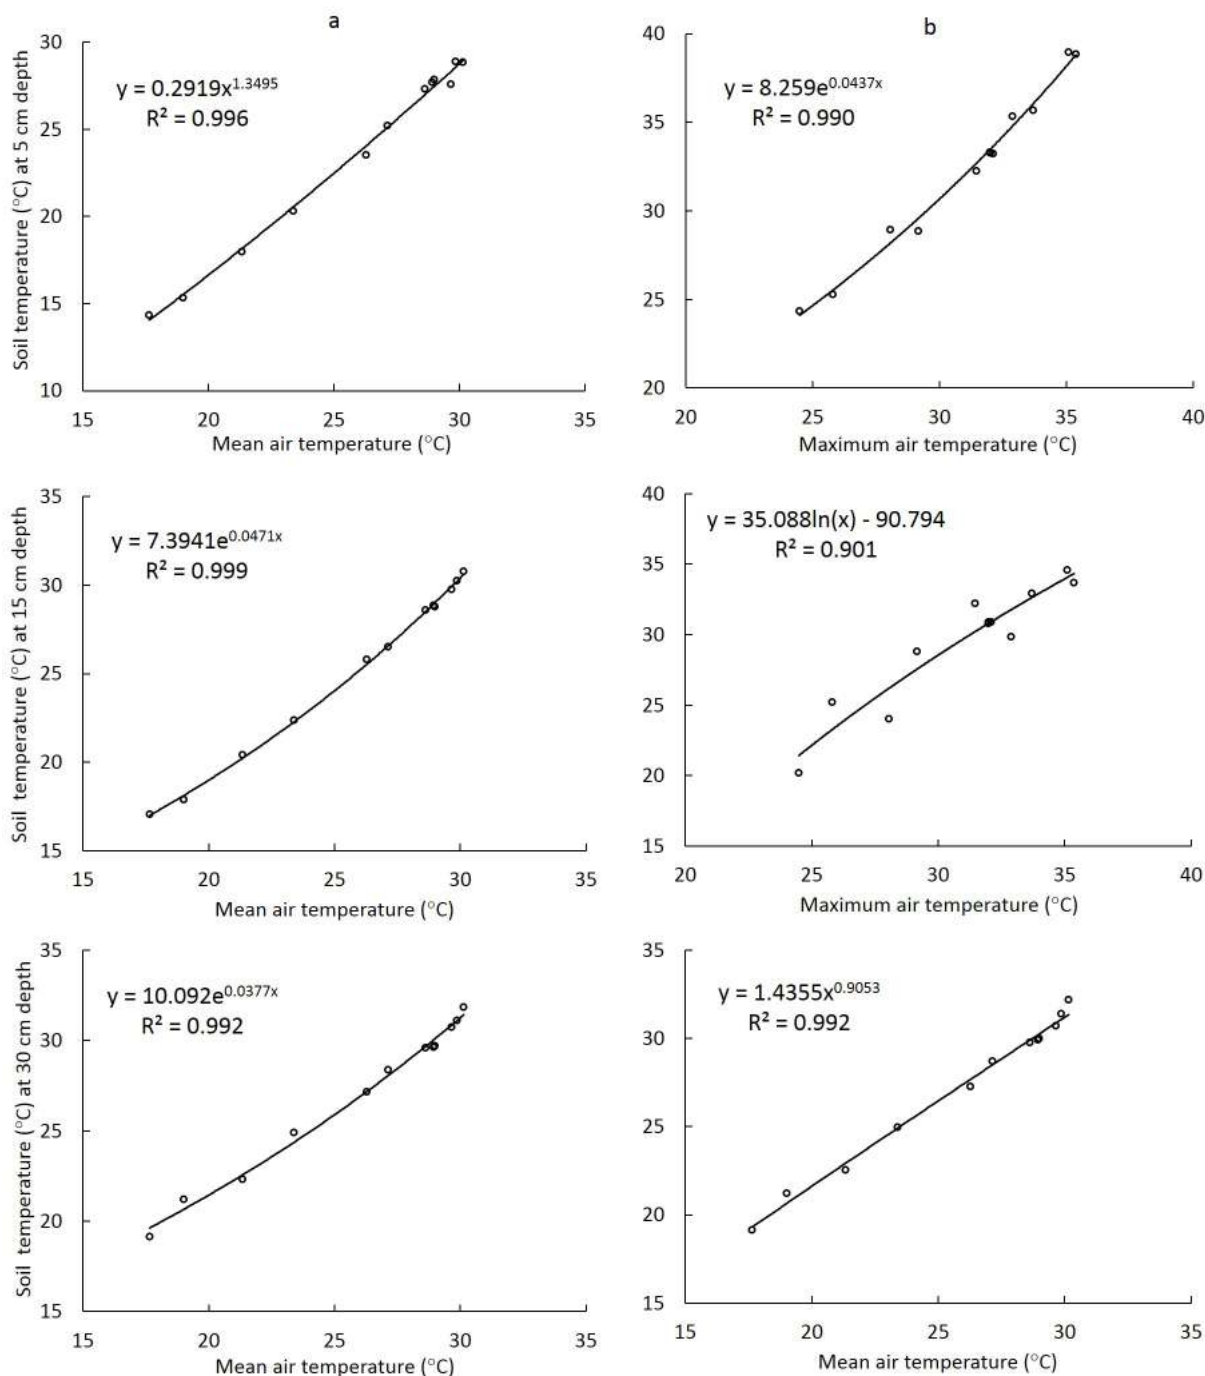 a
30
25
20
15
10
Soil temperature (°C) at 5 cm depth
y = 0.2919x^1.3495
R² = 0.996
15 20 25 30 35
Mean air temperature (°C)
b
40
35
30
25
20
y = 8.259e^0.0437x
R² = 0.990
20 25 30 35 40
Maximum air temperature (°C)
35
30
25
20
15
Soil temperature (°C) at 15 cm depth
y = 7.3941e^0.0471x
R² = 0.999
15 20 25 30 35
Mean air temperature (°C)
40
35
30
25
20
15
y = 35.088ln(x) - 90.794
R² = 0.901
20 25 30 35 40
Maximum air temperature (°C)
35
30
25
20
15
Soil temperature (°C) at 30 cm depth
y = 10.092e^0.0377x
R² = 0.992
15 20 25 30 35
Mean air temperature (°C)
35
30
25
20
15
y = 1.4355x^0.9053
R² = 0.992
15 20 25 30 35
Mean air temperature (°C)